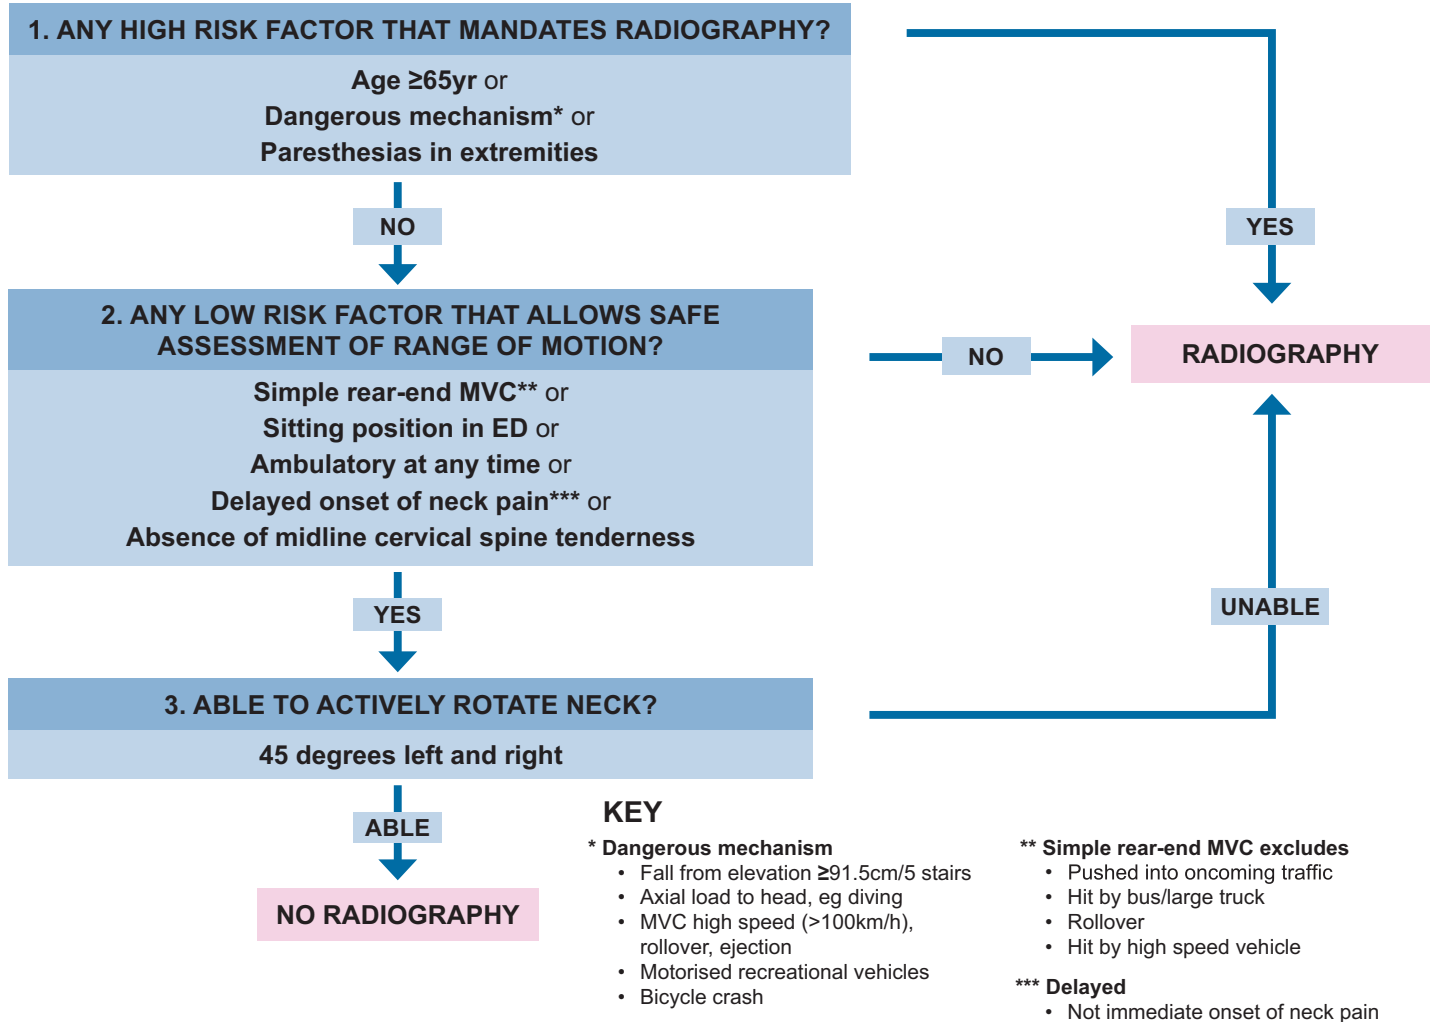 1. ANY HIGH RISK FACTOR THAT MANDATES RADIOGRAPHY?
Age ≥65yr or
Dangerous mechanism* or
Paresthesias in extremities
NO
YES
2. ANY LOW RISK FACTOR THAT ALLOWS SAFE
ASSESSMENT OF RANGE OF MOTION?
Simple rear-end MVC** or
Sitting position in ED or
Ambulatory at any time or
Delayed onset of neck pain*** or
Absence of midline cervical spine tenderness
NO
RADIOGRAPHY
YES
UNABLE
3. ABLE TO ACTIVELY ROTATE NECK?
45 degrees left and right
ABLE
NO RADIOGRAPHY
KEY
* Dangerous mechanism
• Fall from elevation ≥91.5cm/5 stairs
• Axial load to head, eg diving
• MVC high speed (>100km/h),
rollover, ejection
• Motorised recreational vehicles
• Bicycle crash
** Simple rear-end MVC excludes
• Pushed into oncoming traffic
• Hit by bus/large truck
• Rollover
• Hit by high speed vehicle
*** Delayed
• Not immediate onset of neck pain